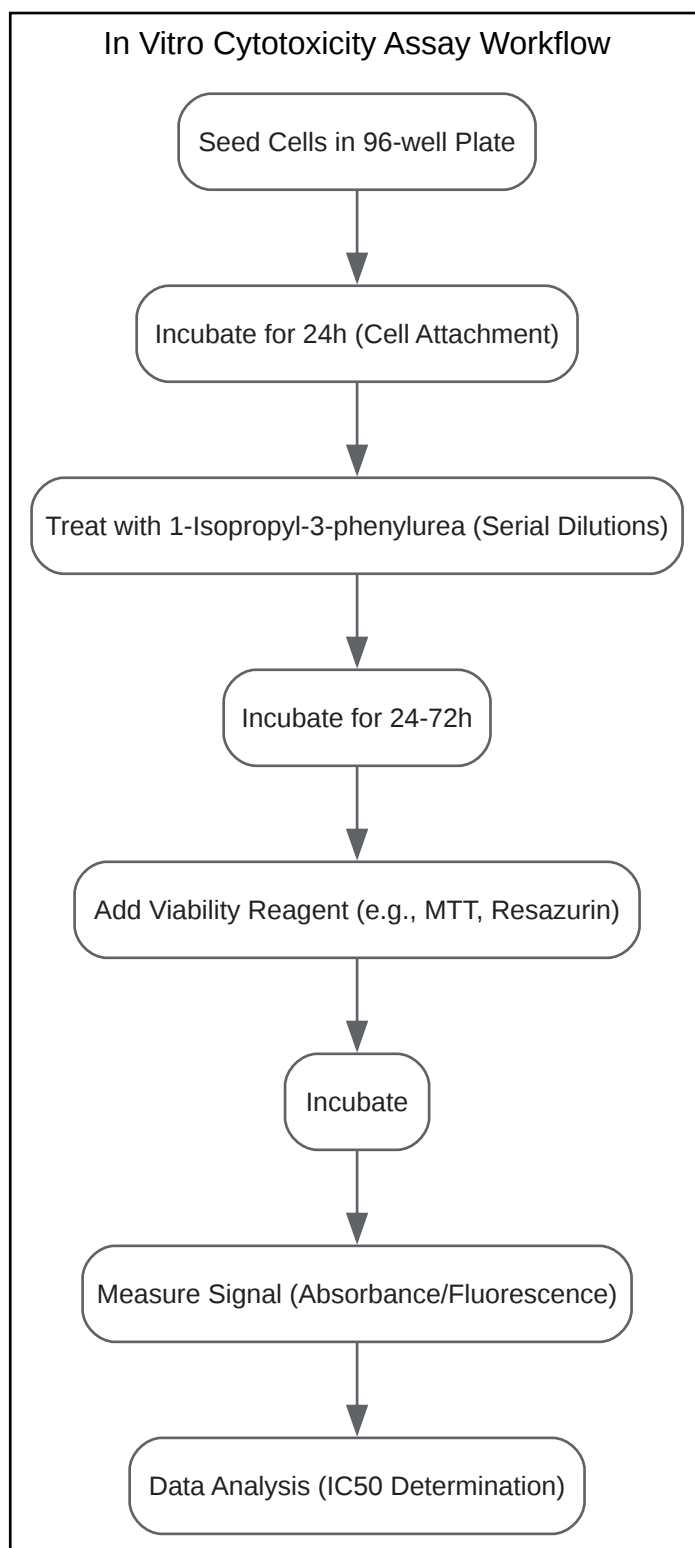 In Vitro Cytotoxicity Assay Workflow
Seed Cells in 96-well Plate
Incubate for 24h (Cell Attachment)
Treat with 1-Isopropyl-3-phenylurea (Serial Dilutions)
Incubate for 24-72h
Add Viability Reagent (e.g., MTT, Resazurin)
Incubate
Measure Signal (Absorbance/Fluorescence)
Data Analysis (IC50 Determination)